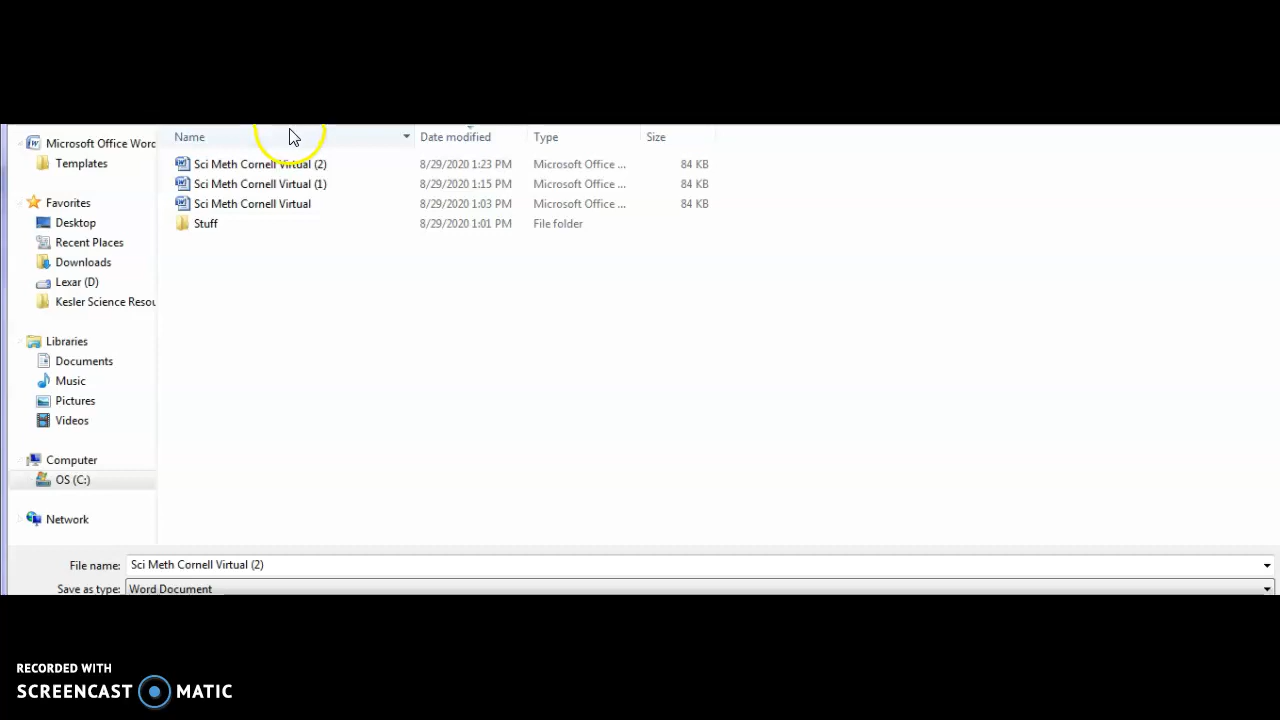 Name Date modified Type Size
Microsoft Office Word
Templates
Favorites
Desktop
Recent Places
Downloads
Lexar (D)
Kesler Science Resou
Libraries
Documents
Music
Pictures
Videos
Computer
OS (C:)
Network
Sci Meth Cornell Virtual (2) 8/29/2020 1:23 PM Microsoft Office ... 84 KB
Sci Meth Cornell Virtual (1) 8/29/2020 1:15 PM Microsoft Office ... 84 KB
Sci Meth Cornell Virtual 8/29/2020 1:03 PM Microsoft Office ... 84 KB
Stuff 8/29/2020 1:01 PM File folder
File name: Sci Meth Cornell Virtual (2)
Save as type: Word Document
RECORDED WITH
SCREENCAST MATIC